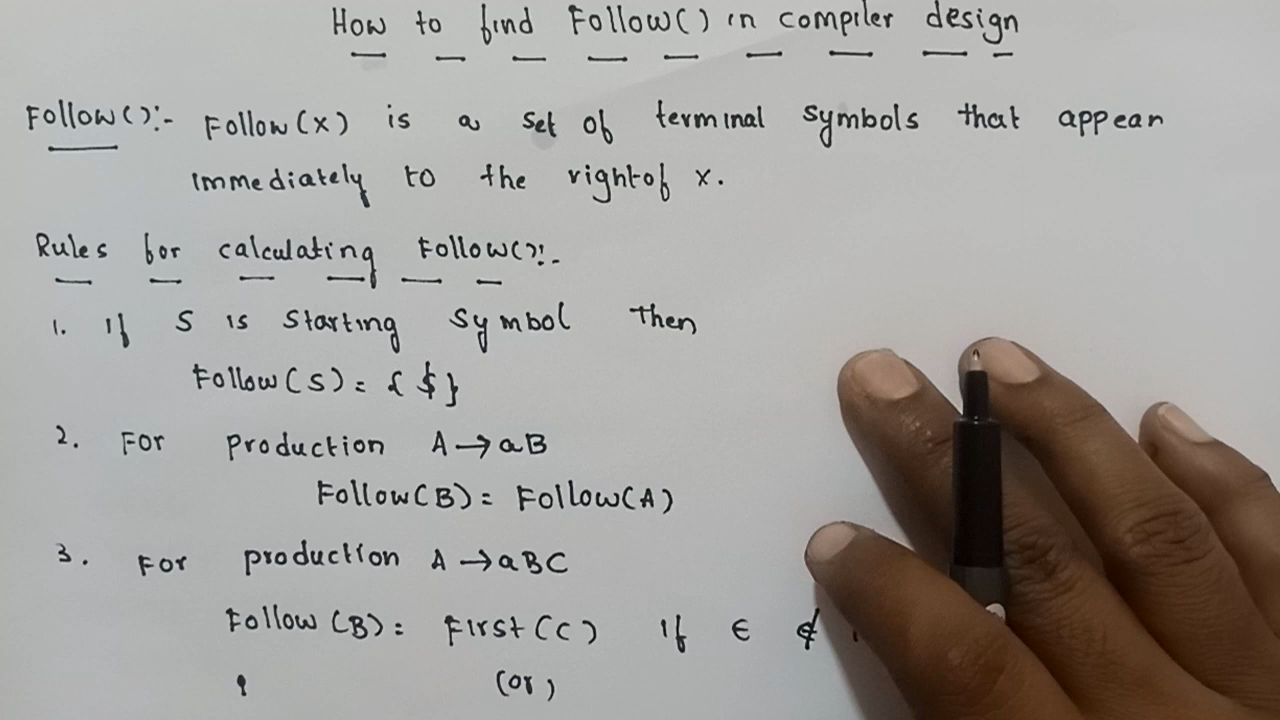 How to find Follow() in compiler design
Follow():- Follow(X) is a set of terminal symbols that appear
immediately to the right of X.
Rules for calculating Follow():-
1. If S is starting symbol then
Follow(S) = {$}
2. For production A→aB
Follow(B) = Follow(A)
3. For production A→aBC
Follow(B) = First(C) if ∈ ∉
(or)